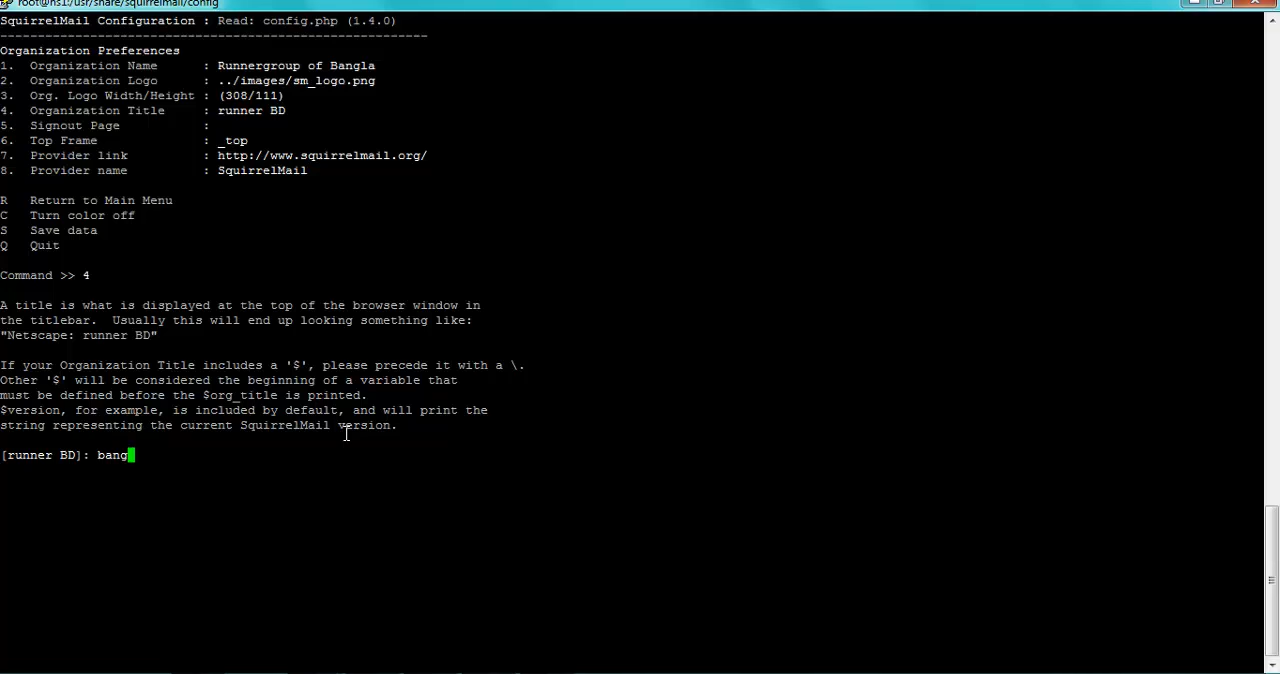 root@ns1:/usr/share/squirrelmail/config
SquirrelMail Configuration : Read: config.php (1.4.0)
---------------------------------------------------------
Organization Preferences
1.  Organization Name      : Runnergroup of Bangla
2.  Organization Logo      : ../images/sm_logo.png
3.  Org. Logo Width/Height : (308/111)
4.  Organization Title     : runner BD
5.  Signout Page           :
6.  Top Frame              : _top
7.  Provider link          : http://www.squirrelmail.org/
8.  Provider name          : SquirrelMail
R   Return to Main Menu
C   Turn color off
S   Save data
Q   Quit
Command >> 4
A title is what is displayed at the top of the browser window in
the titlebar.  Usually this will end up looking something like:
"Netscape: runner BD"
If your Organization Title includes a '$', please precede it with a \.
Other '$' will be considered the beginning of a variable that
must be defined before the $org_title is printed.
$version, for example, is included by default, and will print the
string representing the current SquirrelMail version.
[runner BD]: bang